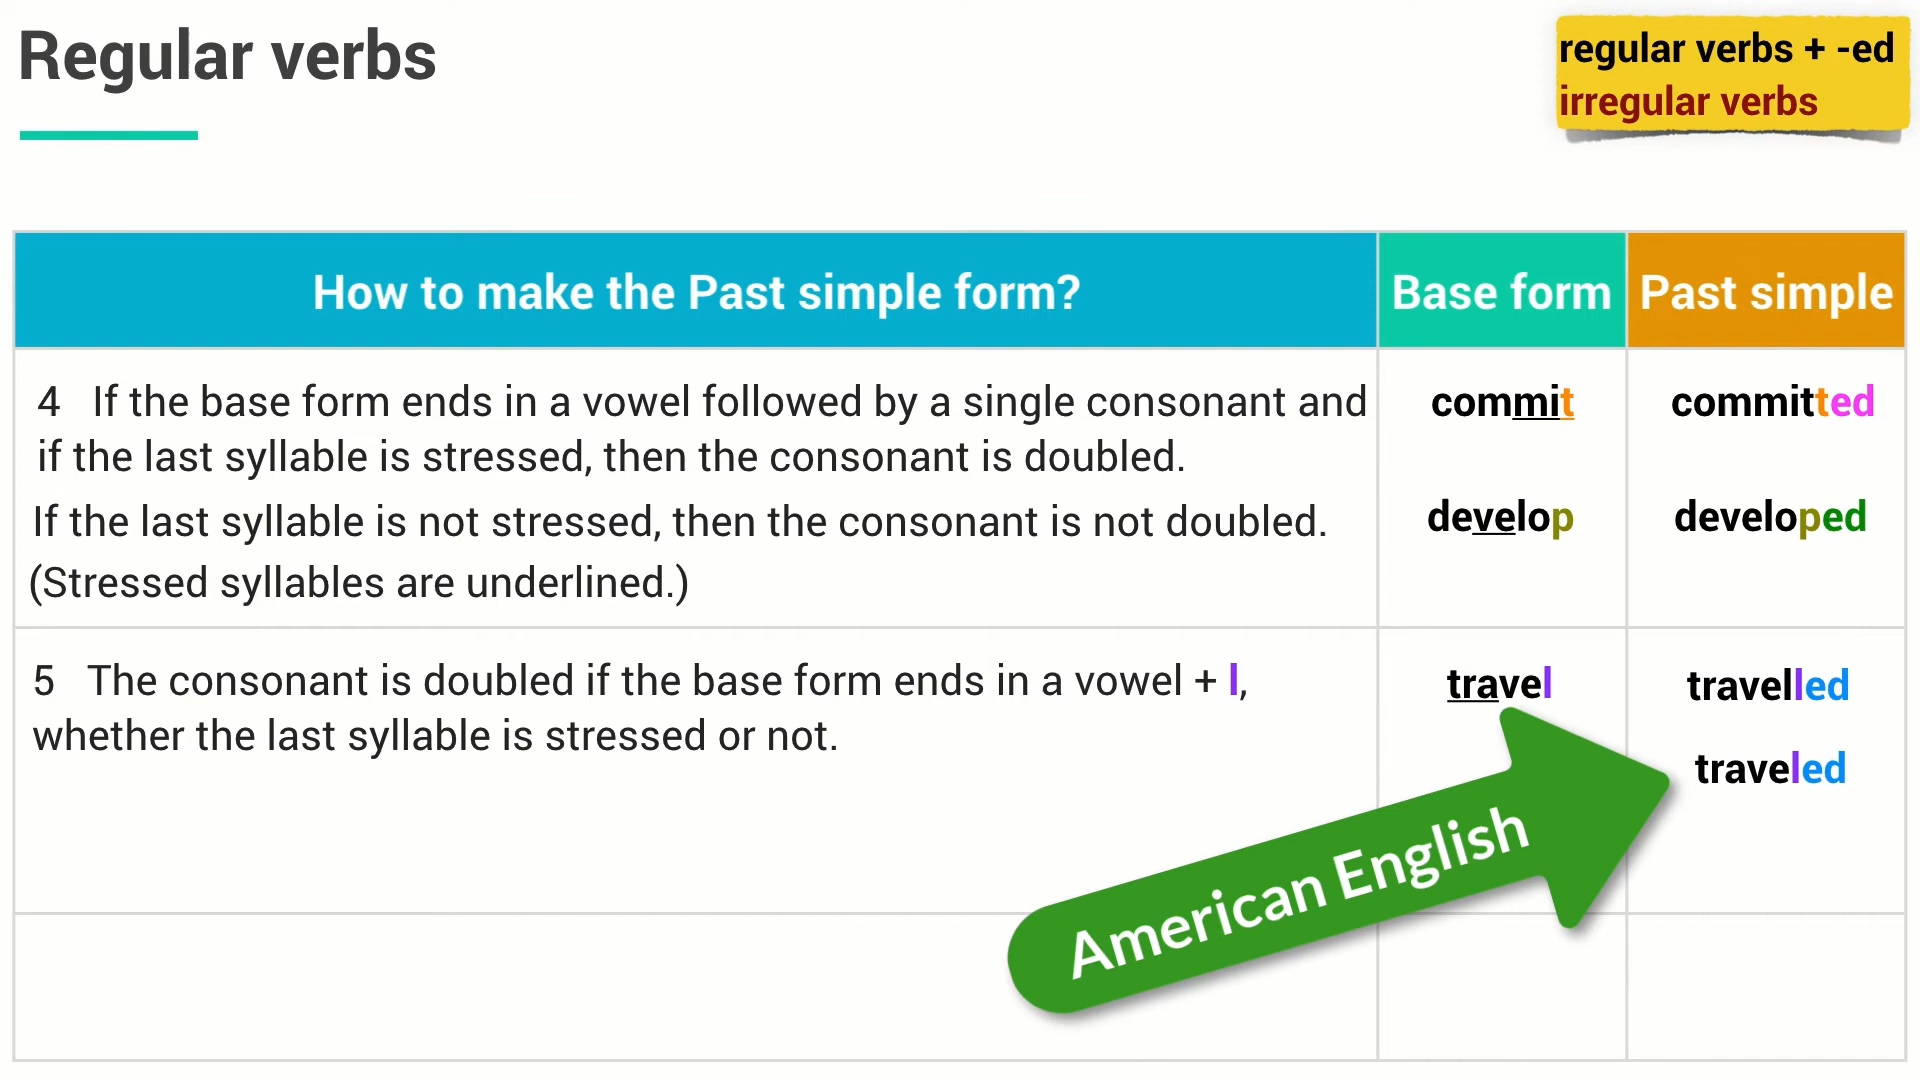 Regular verbs
regular verbs + -ed
irregular verbs
How to make the Past simple form?
Base form
Past simple
4 If the base form ends in a vowel followed by a single consonant and
if the last syllable is stressed, then the consonant is doubled.
commit
committed
If the last syllable is not stressed, then the consonant is not doubled.
develop
developed
(Stressed syllables are underlined.)
5 The consonant is doubled if the base form ends in a vowel + l,
whether the last syllable is stressed or not.
travel
travelled
traveled
American English